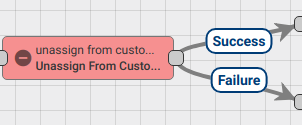 unassign from custo...
Unassign From Custo...
Success
Failure